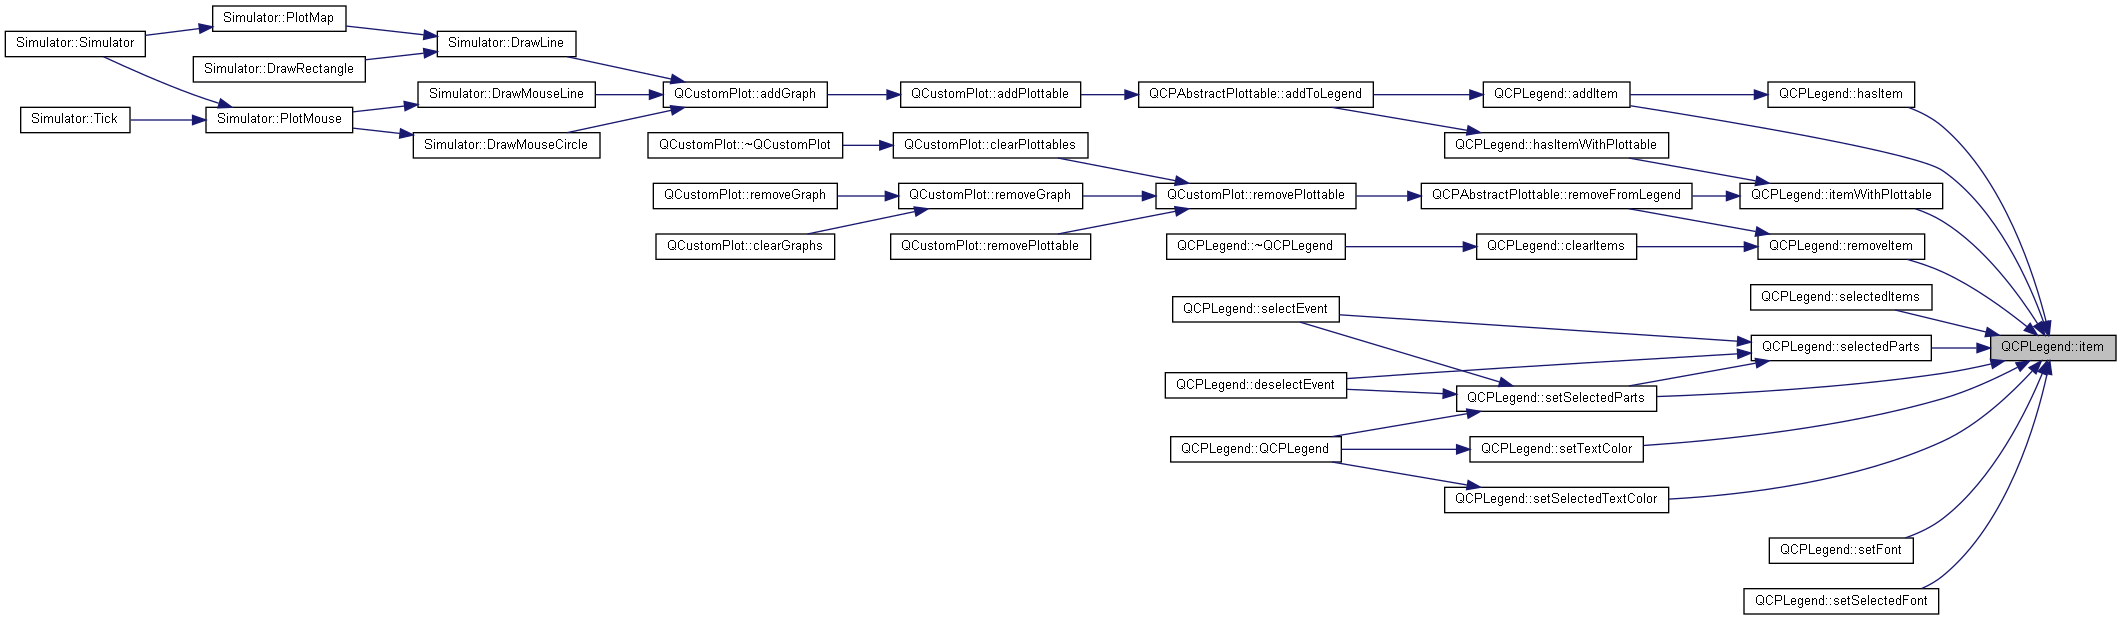 Simulator::PlotMap
Simulator::Simulator
Simulator::DrawLine
Simulator::DrawRectangle
Simulator::DrawMouseLine
QCustomPlot::addGraph
QCustomPlot::addPlottable
QCPAbstractPlottable::addToLegend
QCPLegend::addItem
QCPLegend::hasItem
Simulator::Tick
Simulator::PlotMouse
Simulator::DrawMouseCircle
QCustomPlot::~QCustomPlot
QCustomPlot::clearPlottables
QCPLegend::hasItemWithPlottable
QCustomPlot::removeGraph
QCustomPlot::removeGraph
QCustomPlot::removePlottable
QCPAbstractPlottable::removeFromLegend
QCPLegend::itemWithPlottable
QCustomPlot::clearGraphs
QCustomPlot::removePlottable
QCPLegend::~QCPLegend
QCPLegend::clearItems
QCPLegend::removeItem
QCPLegend::selectedItems
QCPLegend::selectEvent
QCPLegend::selectedParts
QCPLegend::item
QCPLegend::deselectEvent
QCPLegend::setSelectedParts
QCPLegend::QCPLegend
QCPLegend::setTextColor
QCPLegend::setSelectedTextColor
QCPLegend::setFont
QCPLegend::setSelectedFont